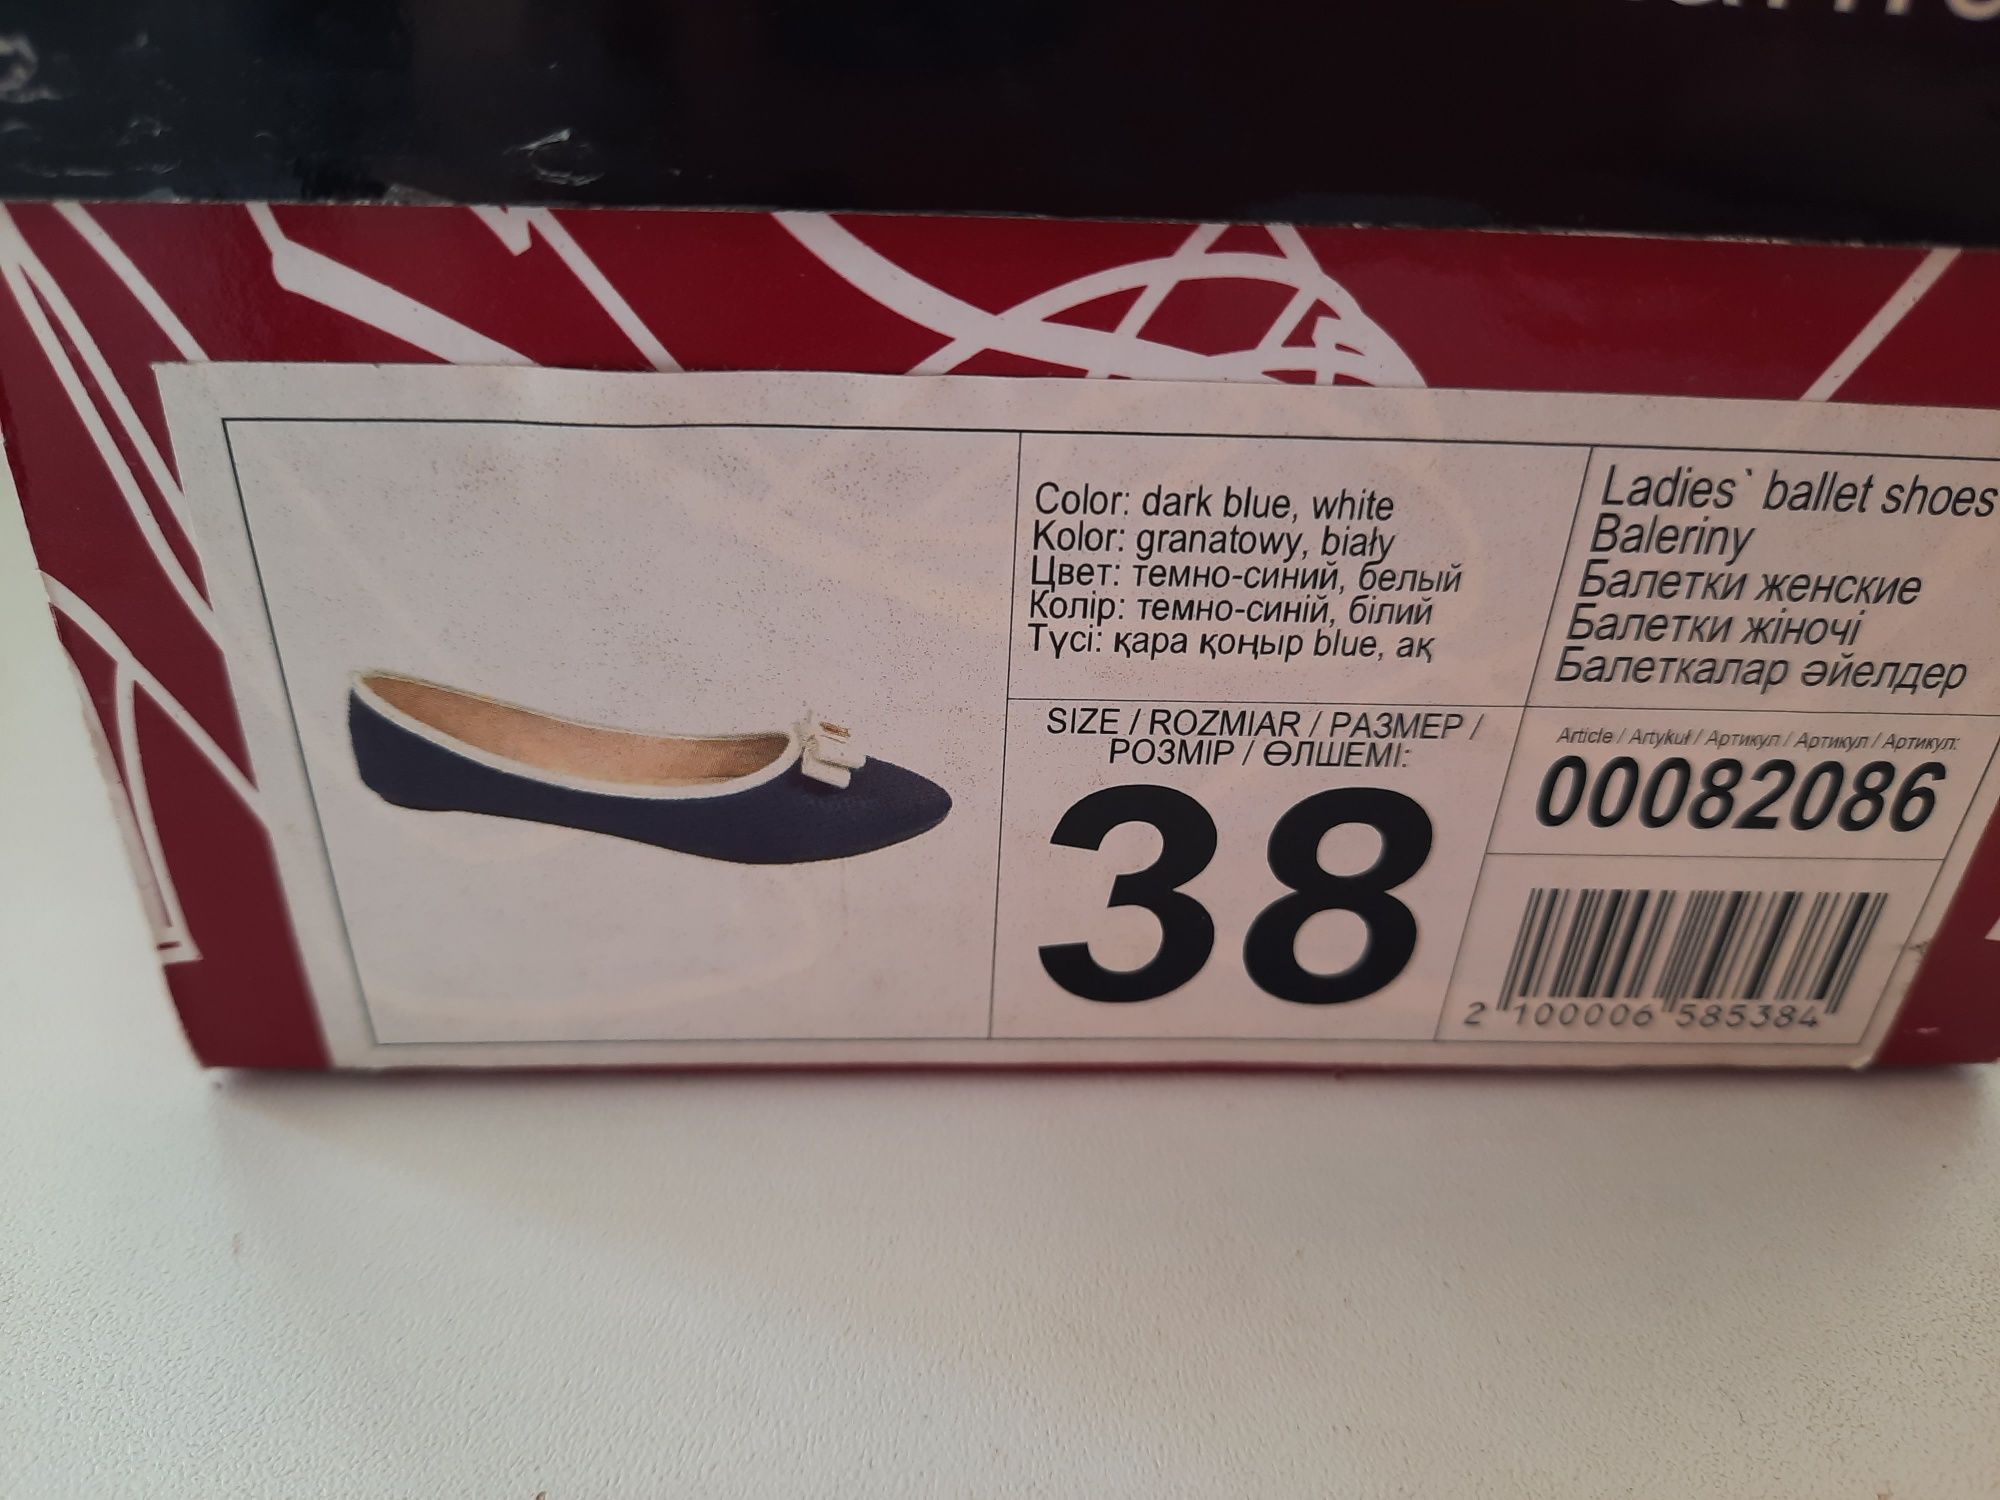 Color: dark blue, white
Kolor: granatowy, biały
Цвет: темно-синий, белый
Колір: темно-синій, білий
Түсі: қара қоңыр blue, ақ
SIZE / ROZMIAR / РАЗМЕР /
РОЗМІР / ӨЛШЕМІ:
38
Ladies` ballet shoes
Baleriny
Балетки женские
Балетки жіночі
Балеткалар әйелдер
Article / Artykuł / Артикул / Артикул / Артикул:
00082086
2 100006 585384